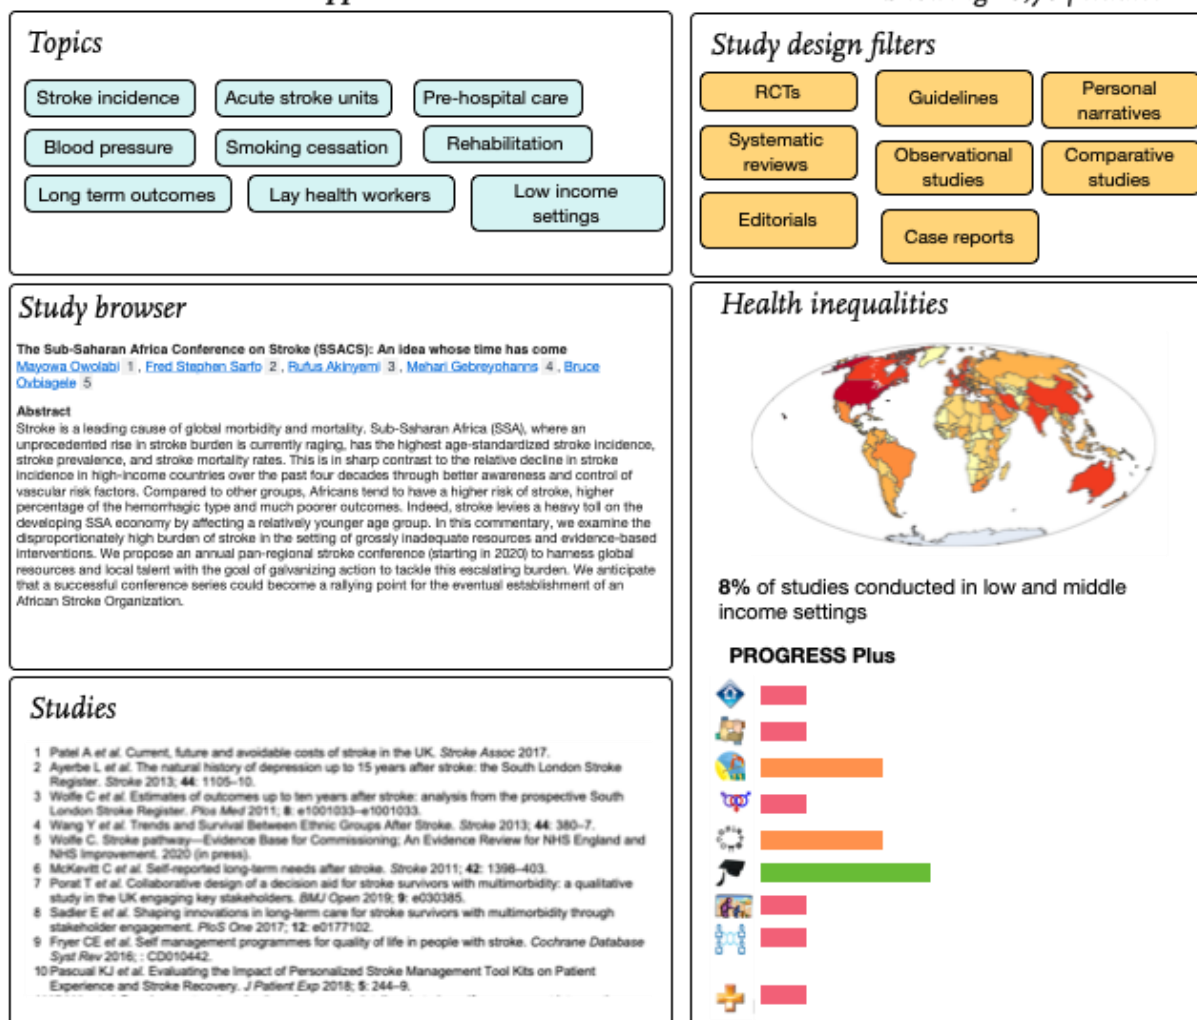 Topics
Stroke incidence
Acute stroke units
Pre-hospital care
Blood pressure
Smoking cessation
Rehabilitation
Long term outcomes
Lay health workers
Low income
settings
Study design filters
RCTs
Guidelines
Personal
narratives
Systematic
reviews
Observational
studies
Comparative
studies
Editorials
Case reports
Study browser
The Sub-Saharan Africa Conference on Stroke (SSACS): An idea whose time has come
Mayowa Owolabi 1 , Fred Stephen Sarfo 2 , Rufus Akinyemi 3 , Mehari Gebreyohanns 4 , Bruce
Ovbiagele 5
Abstract
Stroke is a leading cause of global morbidity and mortality. Sub-Saharan Africa (SSA), where an
unprecedented rise in stroke burden is currently raging, has the highest age-standardized stroke incidence,
stroke prevalence, and stroke mortality rates. This is in sharp contrast to the relative decline in stroke
incidence in high-income countries over the past four decades through better awareness and control of
vascular risk factors. Compared to other groups, Africans tend to have a higher risk of stroke, higher
percentage of the hemorrhagic type and much poorer outcomes. Indeed, stroke levies a heavy toll on the
developing SSA economy by affecting a relatively younger age group. In this commentary, we examine the
disproportionately high burden of stroke in the setting of grossly inadequate resources and evidence-based
interventions. We propose an annual pan-regional stroke conference (starting in 2020) to harness global
resources and local talent with the goal of galvanizing action to tackle this escalating burden. We anticipate
that a successful conference series could become a rallying point for the eventual establishment of an
African Stroke Organization.
Health inequalities
8% of studies conducted in low and middle
income settings
PROGRESS Plus
Studies
1 Patel A et al. Current, future and avoidable costs of stroke in the UK. Stroke Assoc 2017.
2 Ayerbe L et al. The natural history of depression up to 15 years after stroke: the South London Stroke
Register. Stroke 2013; 44: 1105–10.
3 Wolfe C et al. Estimates of outcomes up to ten years after stroke: analysis from the prospective South
London Stroke Register. Plos Med 2011; 8: e1001033–e1001033.
4 Wang Y et al. Trends and Survival Between Ethnic Groups After Stroke. Stroke 2013; 44: 380–7.
5 Wolfe C. Stroke pathway—Evidence Base for Commissioning; An Evidence Review for NHS England and
NHS Improvement. 2020 (in press).
6 McKevitt C et al. Self-reported long-term needs after stroke. Stroke 2011; 42: 1398–403.
7 Porat T et al. Collaborative design of a decision aid for stroke survivors with multimorbidity: a qualitative
study in the UK engaging key stakeholders. BMJ Open 2019; 9: e030385.
8 Sadler E et al. Shaping innovations in long-term care for stroke survivors with multimorbidity through
stakeholder engagement. PloS One 2017; 12: e0177102.
9 Fryer CE et al. Self management programmes for quality of life in people with stroke. Cochrane Database
Syst Rev 2016; : CD010442.
10 Pascual KJ et al. Evaluating the Impact of Personalized Stroke Management Tool Kits on Patient
Experience and Stroke Recovery. J Patient Exp 2018; 5: 244–9.